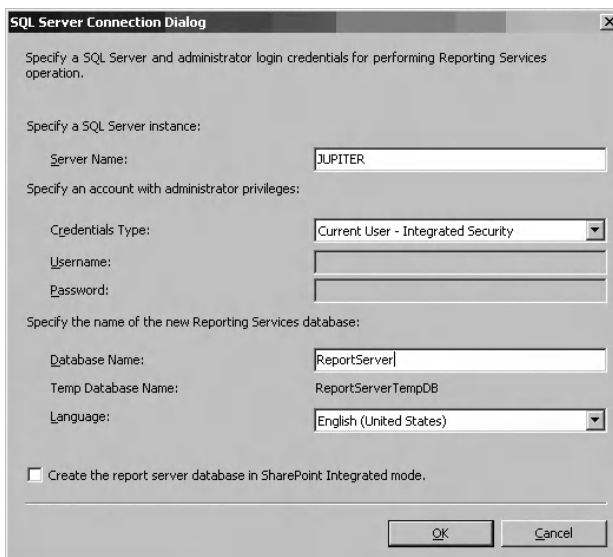 SQL Server Connection Dialog
Specify a SQL Server and administrator login credentials for performing Reporting Services
operation.
Specify a SQL Server instance:
Server Name: JUPITER
Specify an account with administrator privileges:
Credentials Type: Current User - Integrated Security
Username:
Password:
Specify the name of the new Reporting Services database:
Database Name: ReportServer
Temp Database Name: ReportServerTempDB
Language: English (United States)
Create the report server database in SharePoint Integrated mode.
OK Cancel